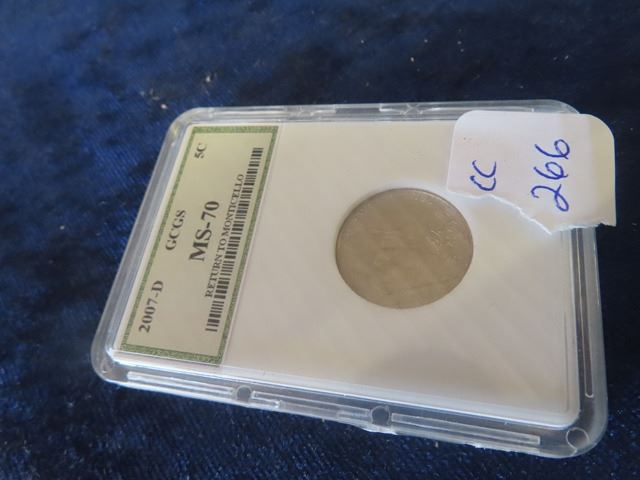 2007-D GCGS 5C
MS-70
RETURN TO MONTICELLO
CC
266